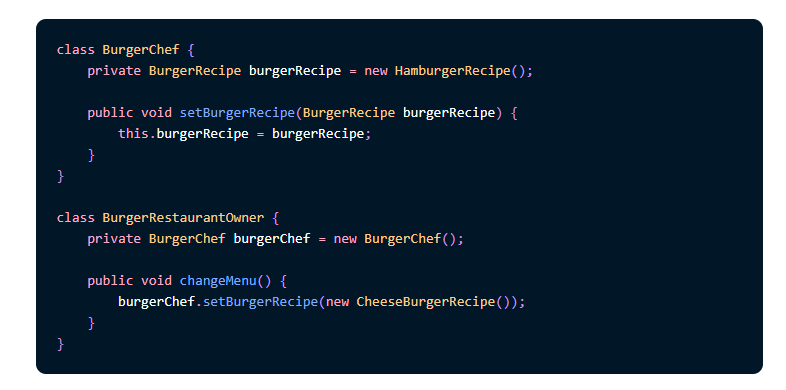 class BurgerChef {
    private BurgerRecipe burgerRecipe = new HamburgerRecipe();

    public void setBurgerRecipe(BurgerRecipe burgerRecipe) {
        this.burgerRecipe = burgerRecipe;
    }
}

class BurgerRestaurantOwner {
    private BurgerChef burgerChef = new BurgerChef();

    public void changeMenu() {
        burgerChef.setBurgerRecipe(new CheeseBurgerRecipe());
    }
}